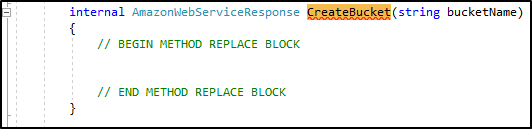 internal AmazonWebServiceResponse CreateBucket(string bucketName)
{
// BEGIN METHOD REPLACE BLOCK
// END METHOD REPLACE BLOCK
}